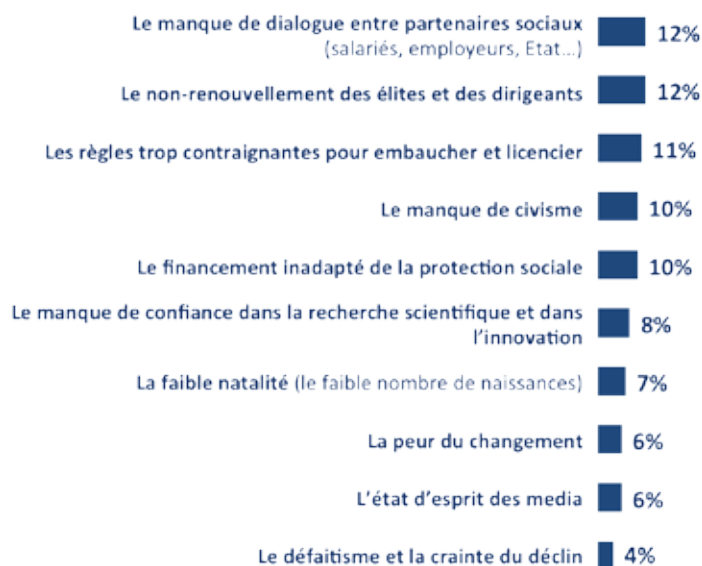 Le manque de dialogue entre partenaires sociaux
(salariés, employeurs, Etat...)
12%
Le non-renouvellement des élites et des dirigeants
12%
Les règles trop contraignantes pour embaucher et licencier
11%
Le manque de civisme
10%
Le financement inadapté de la protection sociale
10%
Le manque de confiance dans la recherche scientifique et dans
l'innovation
8%
La faible natalité (le faible nombre de naissances)
7%
La peur du changement
6%
L'état d'esprit des media
6%
Le défaitisme et la crainte du déclin
4%